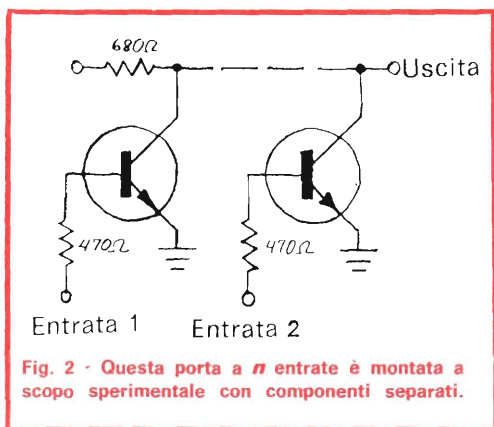 680Ω
Uscita
470Ω
470Ω
Entrata 1
Entrata 2
Fig. 2 - Questa porta a n entrate è montata a
scopo sperimentale con componenti separati.